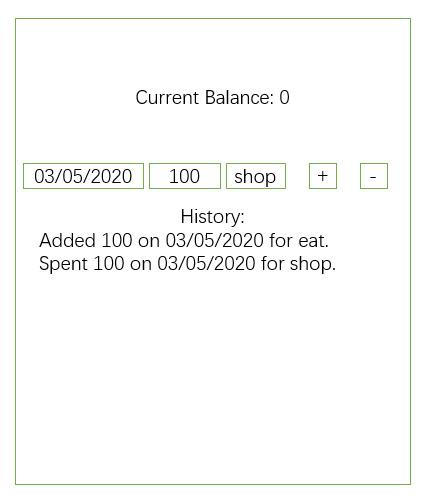 Current Balance: 0
03/05/2020 100 shop + -
History:
Added 100 on 03/05/2020 for eat.
Spent 100 on 03/05/2020 for shop.